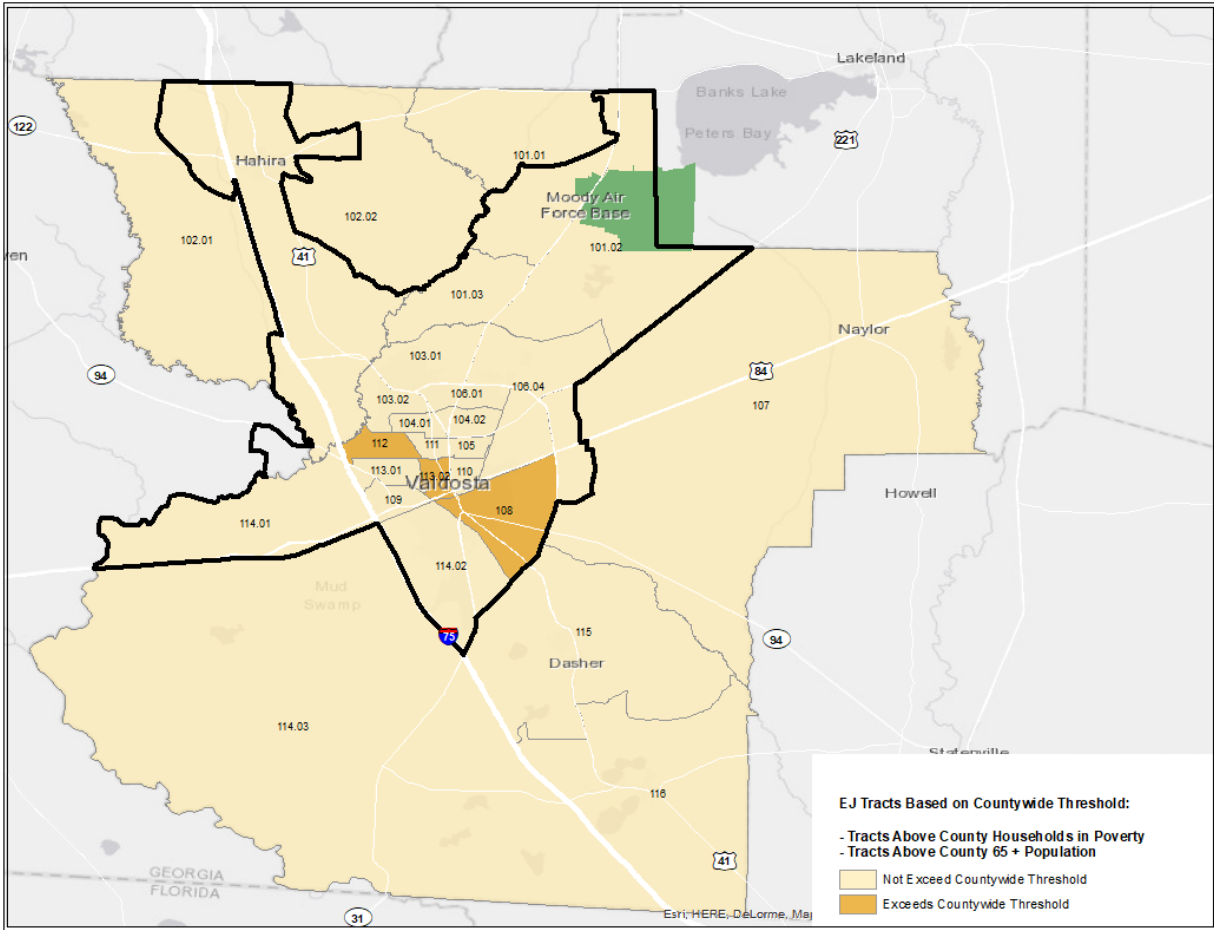 Lakeland
Banks Lake
122
Peters Bay
221
Hahira
101.01
Moody Air
Force Base
102.02
102.01
101.02
41
101.03
Naylor
103.01
94
84
106.04
106.01
103.02
107
104.01
104.02
112
111
105
113.01
113.02
110
Valdosta
Howell
109
108
114.01
114.02
Mud
Swamp
75
115
94
Dasher
114.03
Statenville
116
41
GEORGIA
FLORIDA
31
Esri, HERE, DeLorme,
EJ Tracts Based on Countywide Threshold:
- Tracts Above County Households in Poverty
- Tracts Above County 65 + Population
Not Exceed Countywide Threshold
Exceeds Countywide Threshold